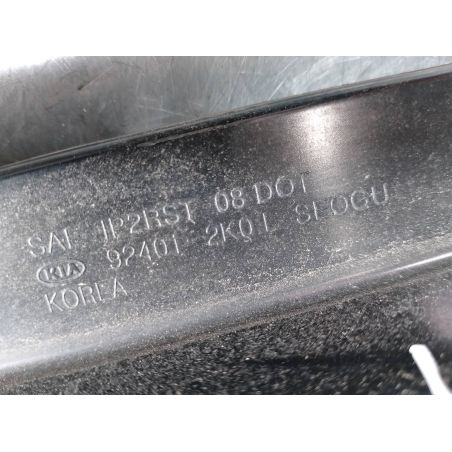 SAE IP2RST 08 DOT
KIA 92401-2K0 L SLOGU
KOREA